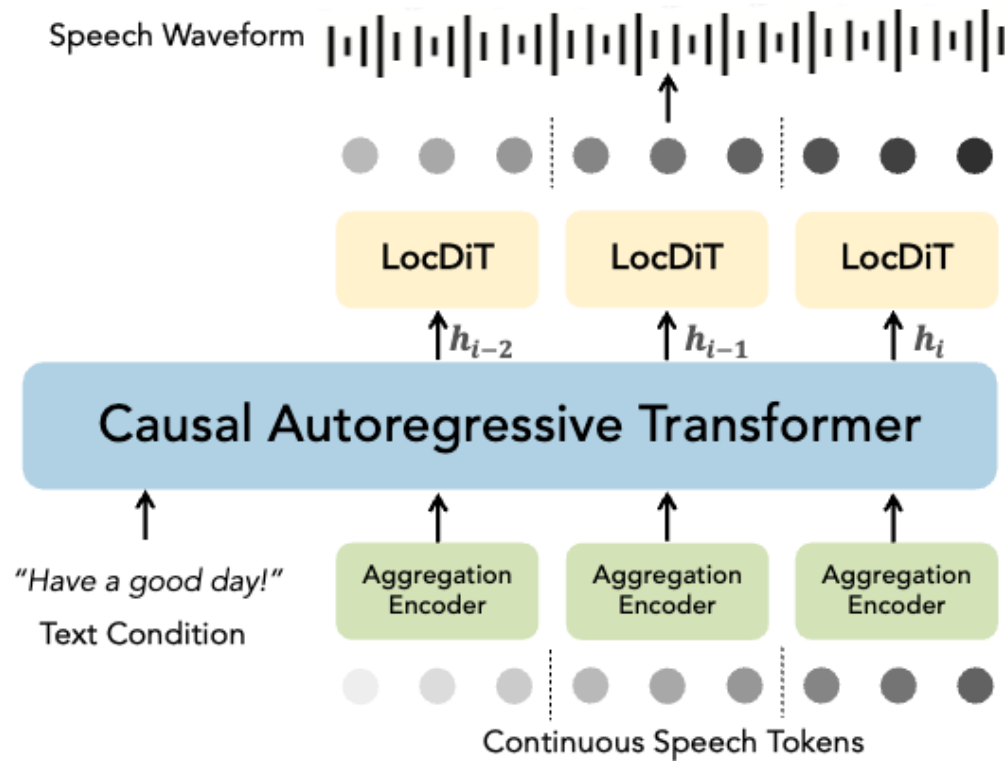 Speech Waveform
LocDiT LocDiT LocDiT
h_{i-2} h_{i-1} h_i
Causal Autoregressive Transformer
"Have a good day!"
Text Condition
Aggregation Encoder
Aggregation Encoder
Aggregation Encoder
Continuous Speech Tokens